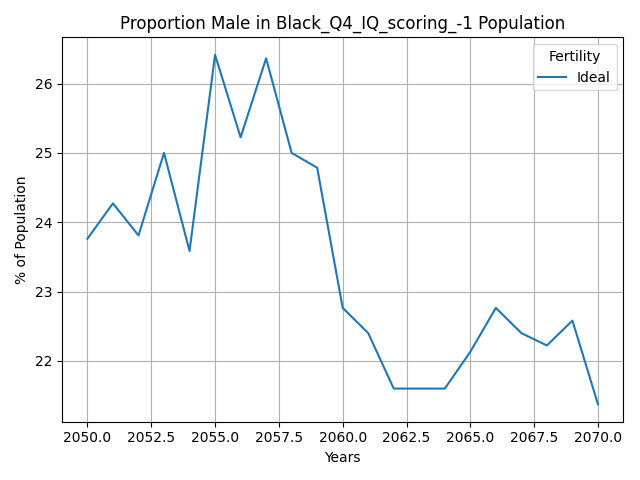 Proportion Male in Black_Q4_IQ_scoring_-1 Population
Fertility
Ideal
26
25
24
23
22
% of Population
2050.0 2052.5 2055.0 2057.5 2060.0 2062.5 2065.0 2067.5 2070.0
Years